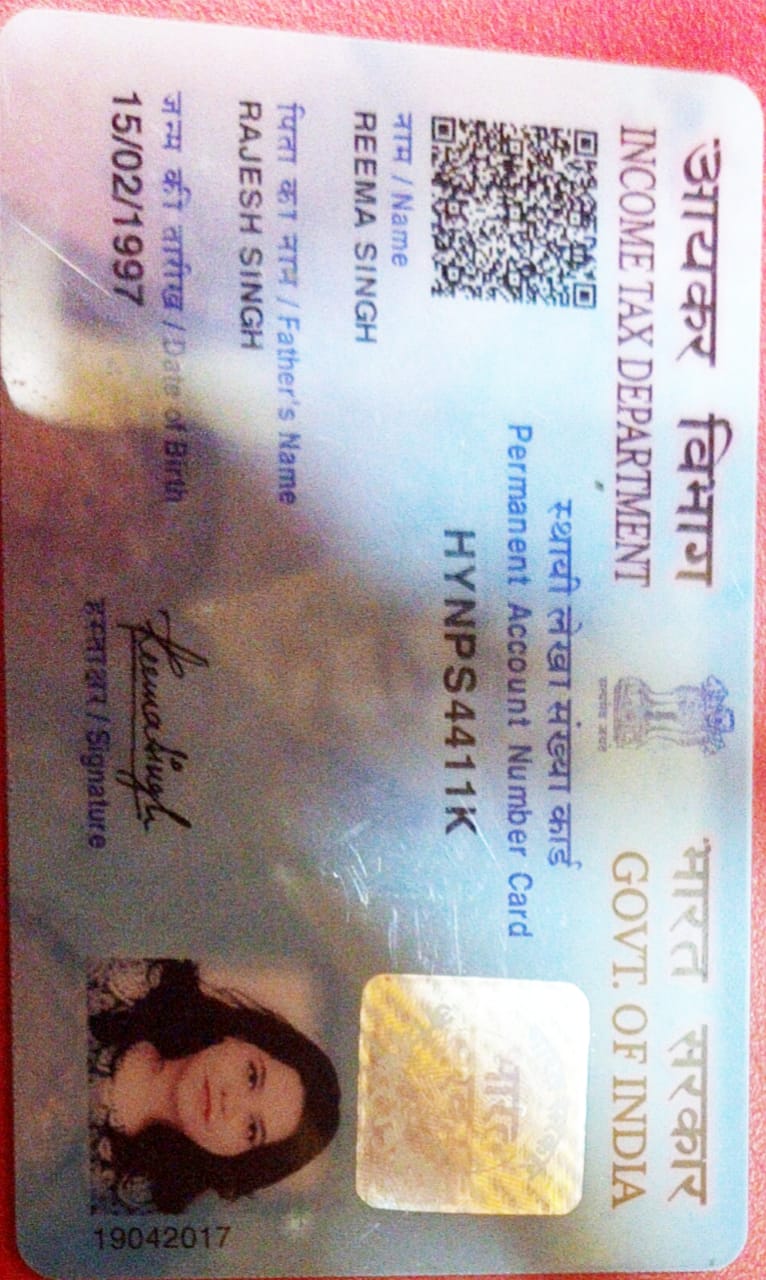 आयकर विभाग
INCOME TAX DEPARTMENT
सत्यमेव जयते
भारत सरकार
GOVT. OF INDIA
स्थायी लेखा संख्या कार्ड
Permanent Account Number Card
HYNPS4411K
भारत
नाम / Name
REEMA SINGH
पिता का नाम / Father's Name
RAJESH SINGH
जन्म की तारीख / Date of Birth
15/02/1997
Reema Singh
हस्ताक्षर / Signature
19042017